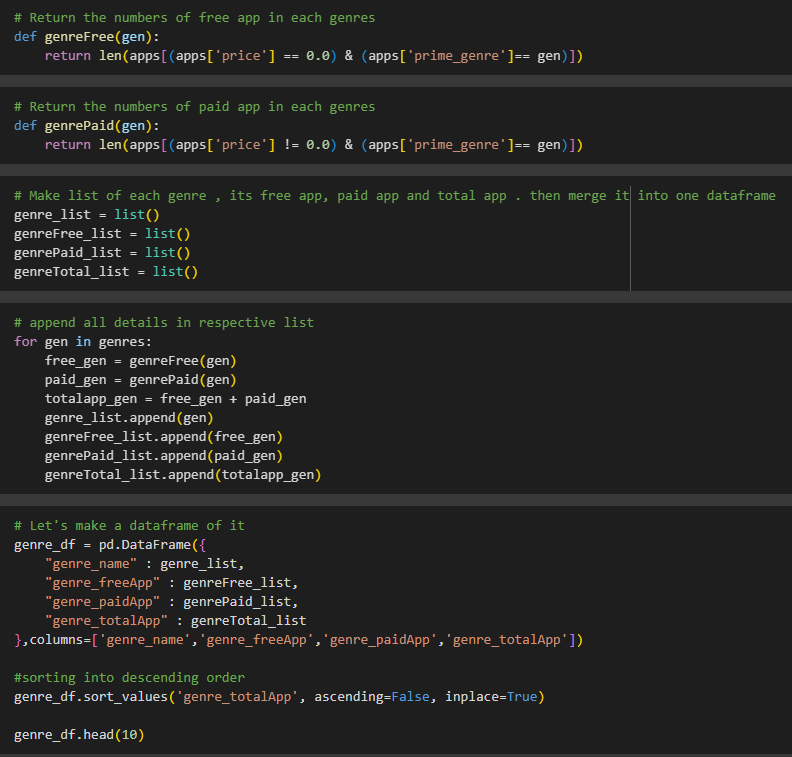 # Return the numbers of free app in each genres
def genreFree(gen):
    return len(apps[(apps['price'] == 0.0) & (apps['prime_genre']== gen)])
# Return the numbers of paid app in each genres
def genrePaid(gen):
    return len(apps[(apps['price'] != 0.0) & (apps['prime_genre']== gen)])
# Make list of each genre , its free app, paid app and total app . then merge it into one dataframe
genre_list = list()
genreFree_list = list()
genrePaid_list = list()
genreTotal_list = list()
# append all details in respective list
for gen in genres:
    free_gen = genreFree(gen)
    paid_gen = genrePaid(gen)
    totalapp_gen = free_gen + paid_gen
    genre_list.append(gen)
    genreFree_list.append(free_gen)
    genrePaid_list.append(paid_gen)
    genreTotal_list.append(totalapp_gen)
# Let's make a dataframe of it
genre_df = pd.DataFrame({
    "genre_name" : genre_list,
    "genre_freeApp" : genreFree_list,
    "genre_paidApp" : genrePaid_list,
    "genre_totalApp" : genreTotal_list
},columns=['genre_name','genre_freeApp','genre_paidApp','genre_totalApp'])
#sorting into descending order
genre_df.sort_values('genre_totalApp', ascending=False, inplace=True)
genre_df.head(10)